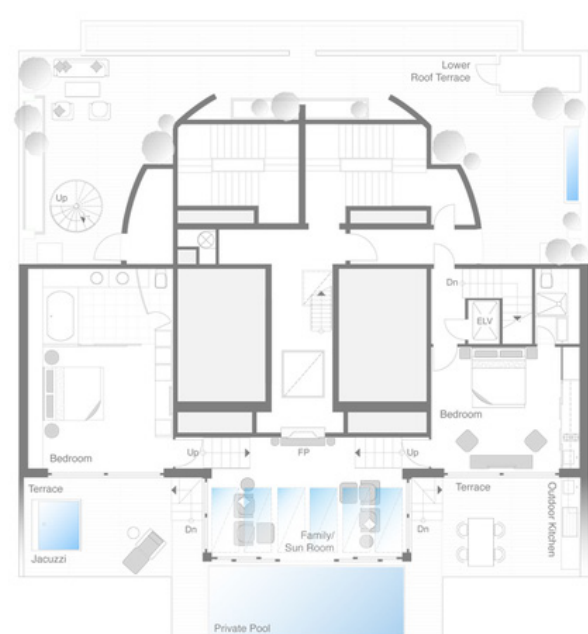 Lower
Roof Terrace
Up
Dn
ELV
Bedroom
Bedroom
Up
FP
Up
Terrace
Terrace
Jacuzzi
Dn
Family/
Sun Room
Dn
Outdoor Kitchen
Private Pool